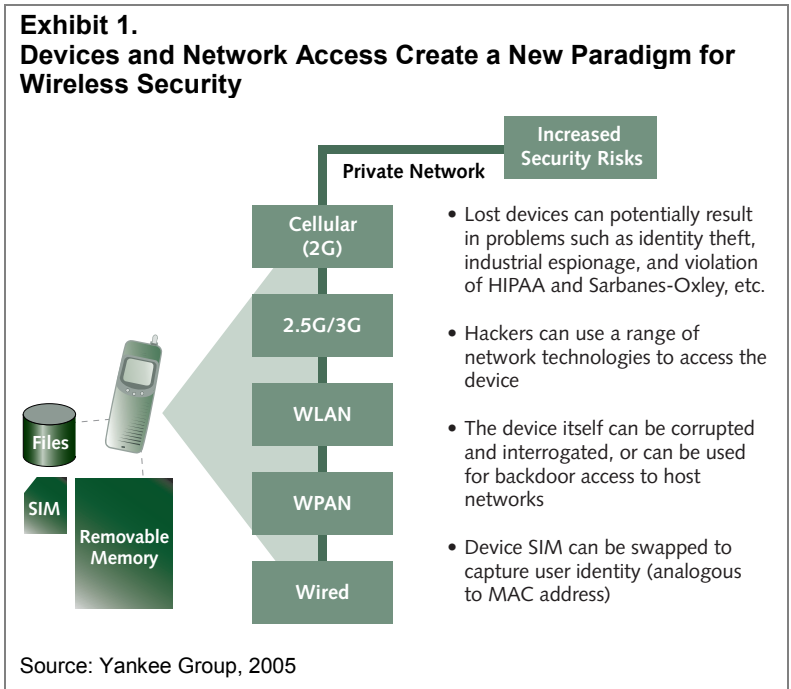 Exhibit 1.
Devices and Network Access Create a New Paradigm for
Wireless Security
Increased
Security Risks
Private Network
Cellular
(2G)
2.5G/3G
WLAN
WPAN
Wired
Files
SIM
Removable
Memory
• Lost devices can potentially result
in problems such as identity theft,
industrial espionage, and violation
of HIPAA and Sarbanes-Oxley, etc.
• Hackers can use a range of
network technologies to access the
device
• The device itself can be corrupted
and interrogated, or can be used
for backdoor access to host
networks
• Device SIM can be swapped to
capture user identity (analogous
to MAC address)
Source: Yankee Group, 2005